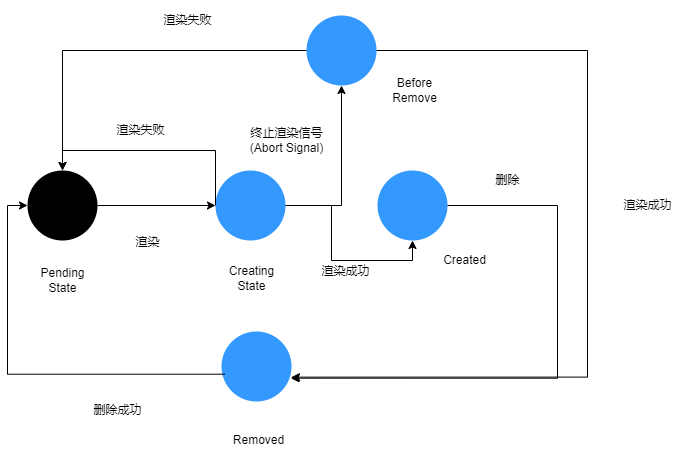 渲染失败
Before
Remove
渲染失败
终止渲染信号
(Abort Signal)
删除
渲染成功
渲染
Pending
State
Creating
State
渲染成功
Created
删除成功
Removed